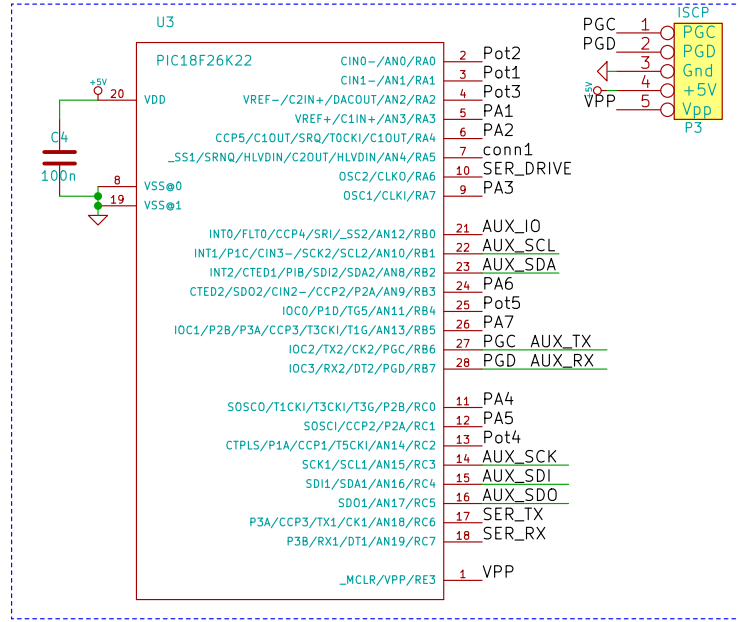 U3
PIC18F26K22
+5V
20 VDD
C4
100n
8 VSS@0
19 VSS@1
CIN0-/AN0/RA0 2 Pot2
CIN1-/AN1/RA1 3 Pot1
VREF-/C2IN+/DACOUT/AN2/RA2 4 Pot3
VREF+/C1IN+/AN3/RA3 5 PA1
CCP5/C1OUT/SRQ/T0CKI/C1OUT/RA4 6 PA2
_SS1/SRNQ/HLVDIN/C2OUT/HLVDIN/AN4/RA5 7 conn1
OSC2/CLKO/RA6 10 SER_DRIVE
OSC1/CLKI/RA7 9 PA3
INT0/FLT0/CCP4/SRI/_SS2/AN12/RB0 21 AUX_IO
INT1/P1C/CIN3-/SCK2/SCL2/AN10/RB1 22 AUX_SCL
INT2/CTED1/PIB/SDI2/SDA2/AN8/RB2 23 AUX_SDA
CTED2/SDO2/CIN2-/CCP2/P2A/AN9/RB3 24 PA6
IOC0/P1D/TG5/AN11/RB4 25 Pot5
IOC1/P2B/P3A/CCP3/T3CKI/T1G/AN13/RB5 26 PA7
IOC2/TX2/CK2/PGC/RB6 27 PGC AUX_TX
IOC3/RX2/DT2/PGD/RB7 28 PGD AUX_RX
SOSCO/T1CKI/T3CKI/T3G/P2B/RC0 11 PA4
SOSCI/CCP2/P2A/RC1 12 PA5
CTPLS/P1A/CCP1/T5CKI/AN14/RC2 13 Pot4
SCK1/SCL1/AN15/RC3 14 AUX_SCK
SDI1/SDA1/AN16/RC4 15 AUX_SDI
SDO1/AN17/RC5 16 AUX_SDO
P3A/CCP3/TX1/CK1/AN18/RC6 17 SER_TX
P3B/RX1/DT1/AN19/RC7 18 SER_RX
_MCLR/VPP/RE3 1 VPP
ISCP
PGC 1 PGC
PGD 2 PGD
3 Gnd
+5V 4 +5V
VPP 5 Vpp
P3